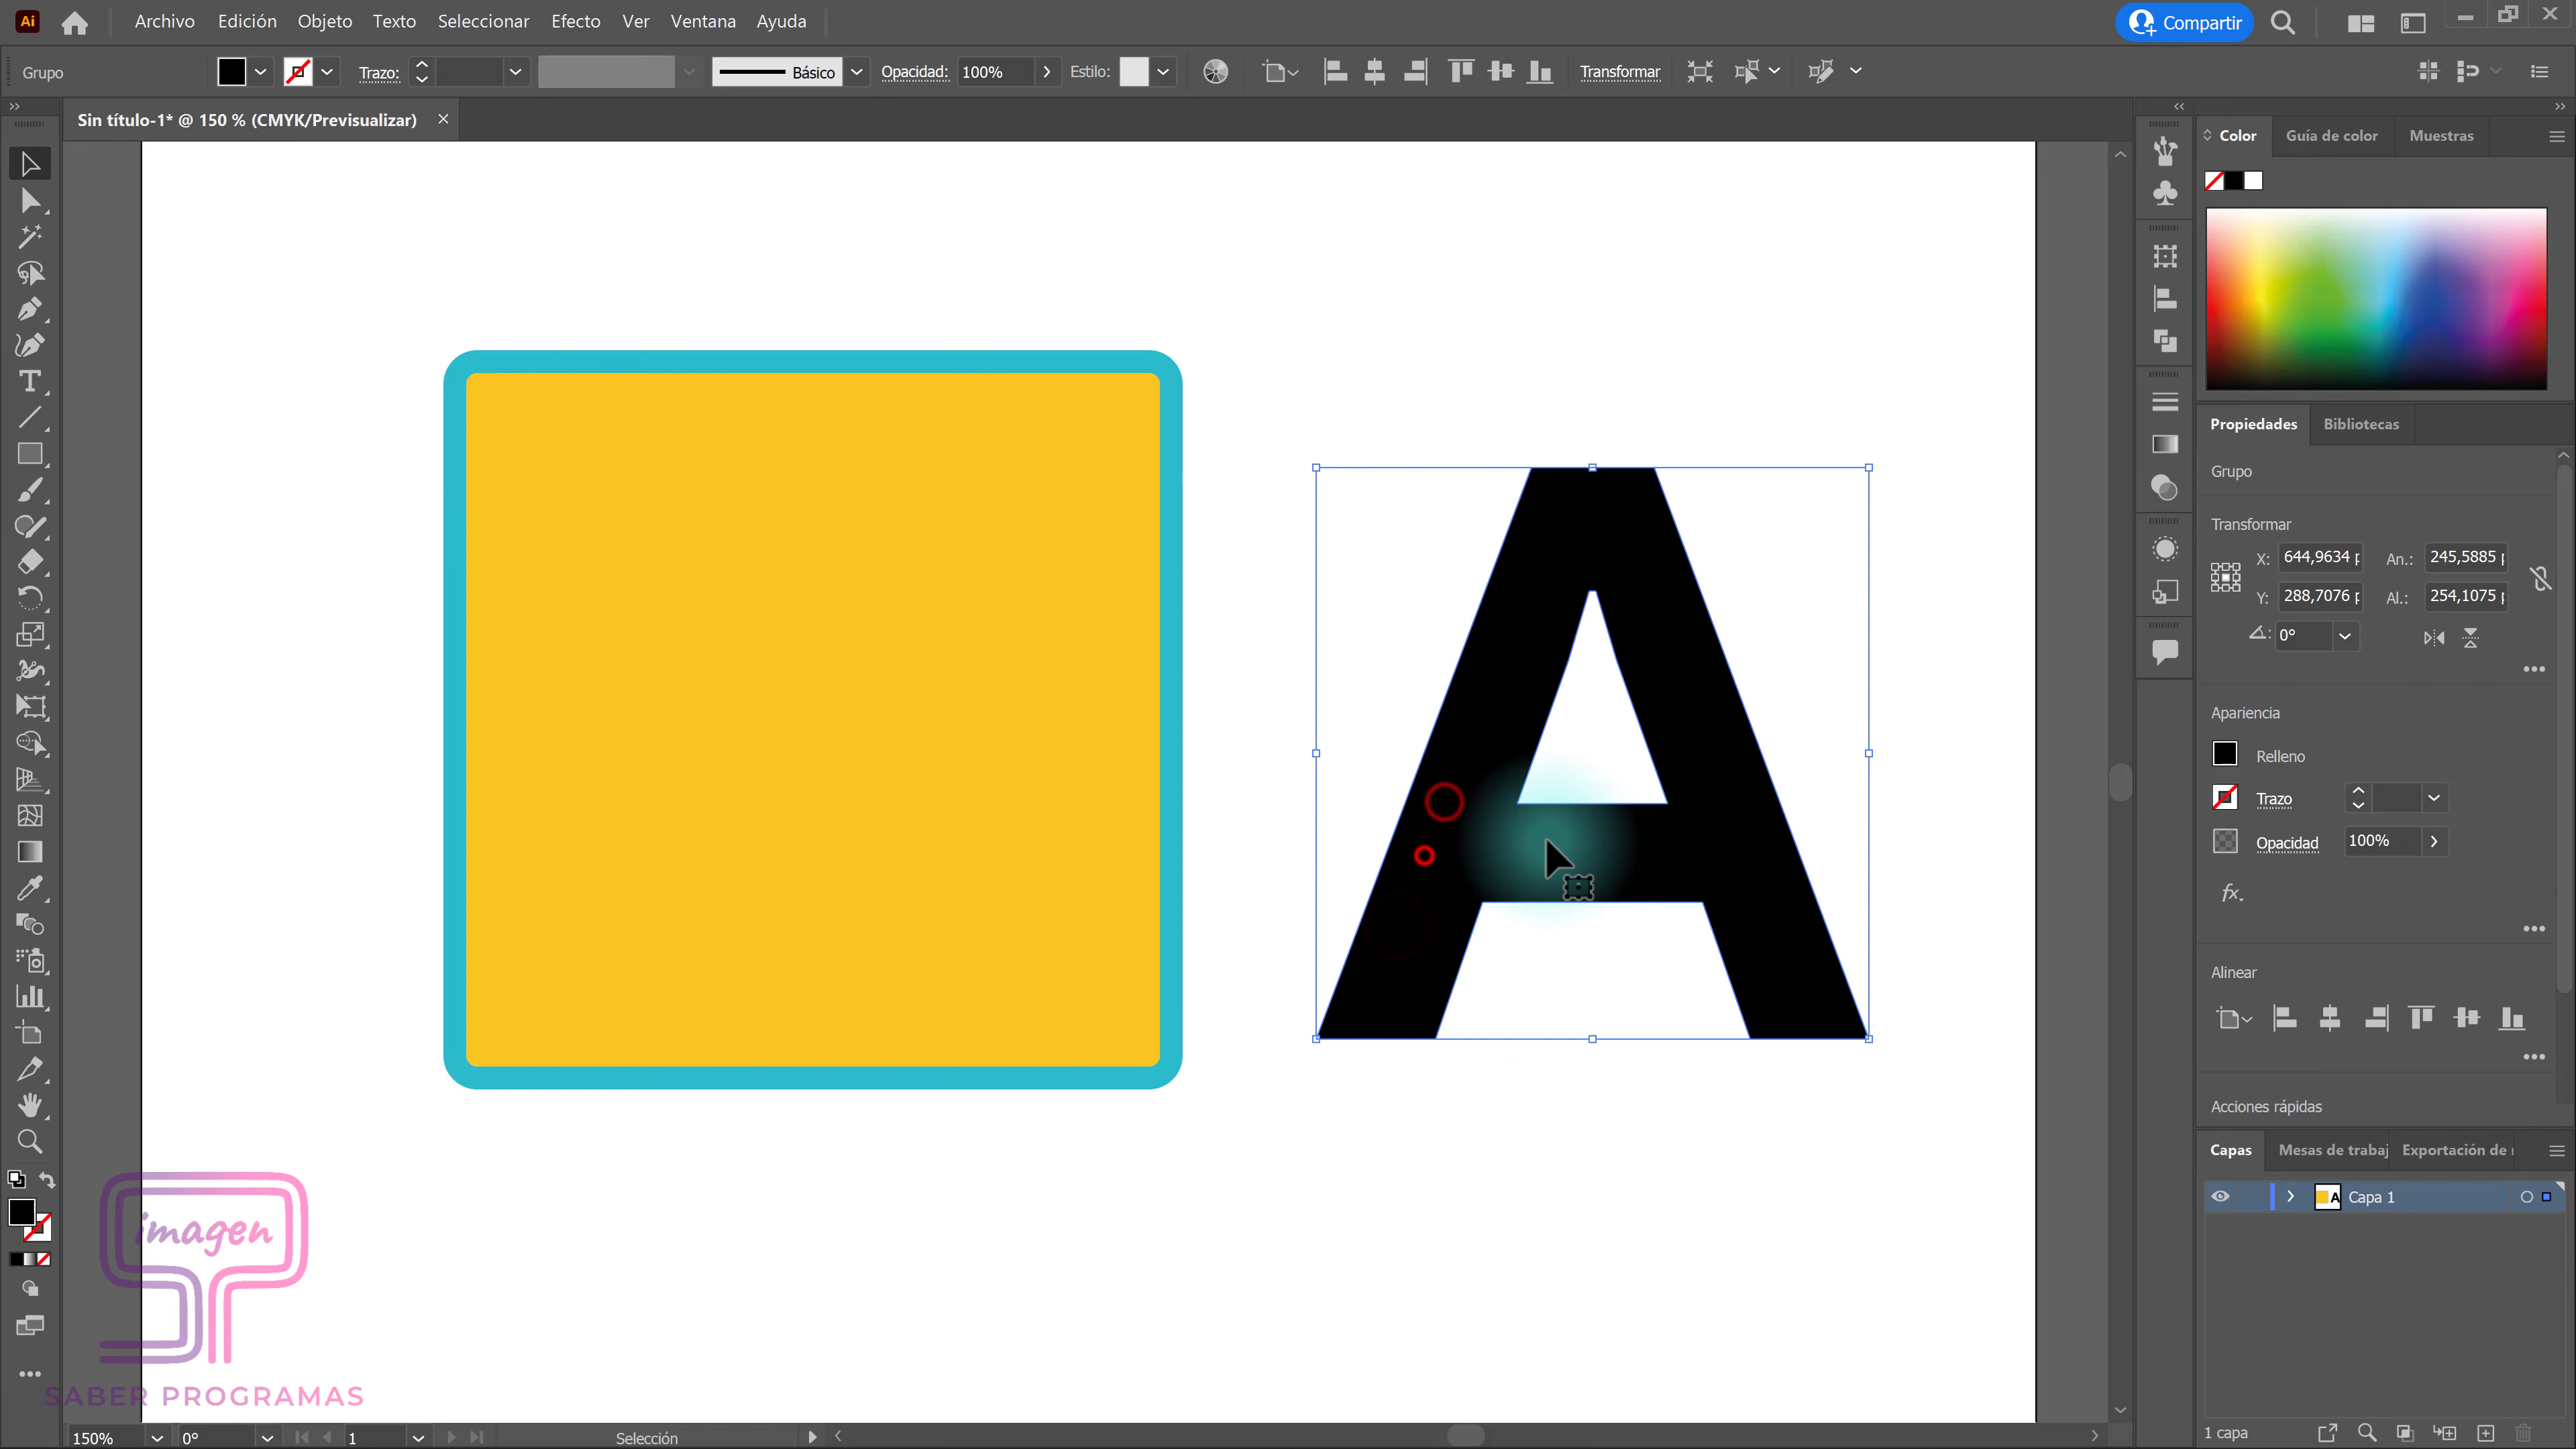 Ai Archivo Edición Objeto Texto Seleccionar Efecto Ver Ventana Ayuda Compartir
Grupo Trazo: Básico Opacidad: 100% Estilo: Transformar
Sin título-1* @ 150 % (CMYK/Previsualizar)
Color Guía de color Muestras
Propiedades Bibliotecas
Grupo
Transformar
X: 644,9634 p An.: 245,5885 p
Y: 288,7076 p Al.: 254,1075 p
0°
Apariencia
Relleno
Trazo
Opacidad 100%
fx.
Alinear
Acciones rápidas
Capas Mesas de trabaj Exportación de
A Capa 1
1 capa
A
imagen
SABER PROGRAMAS
150% 0° 1 Selección